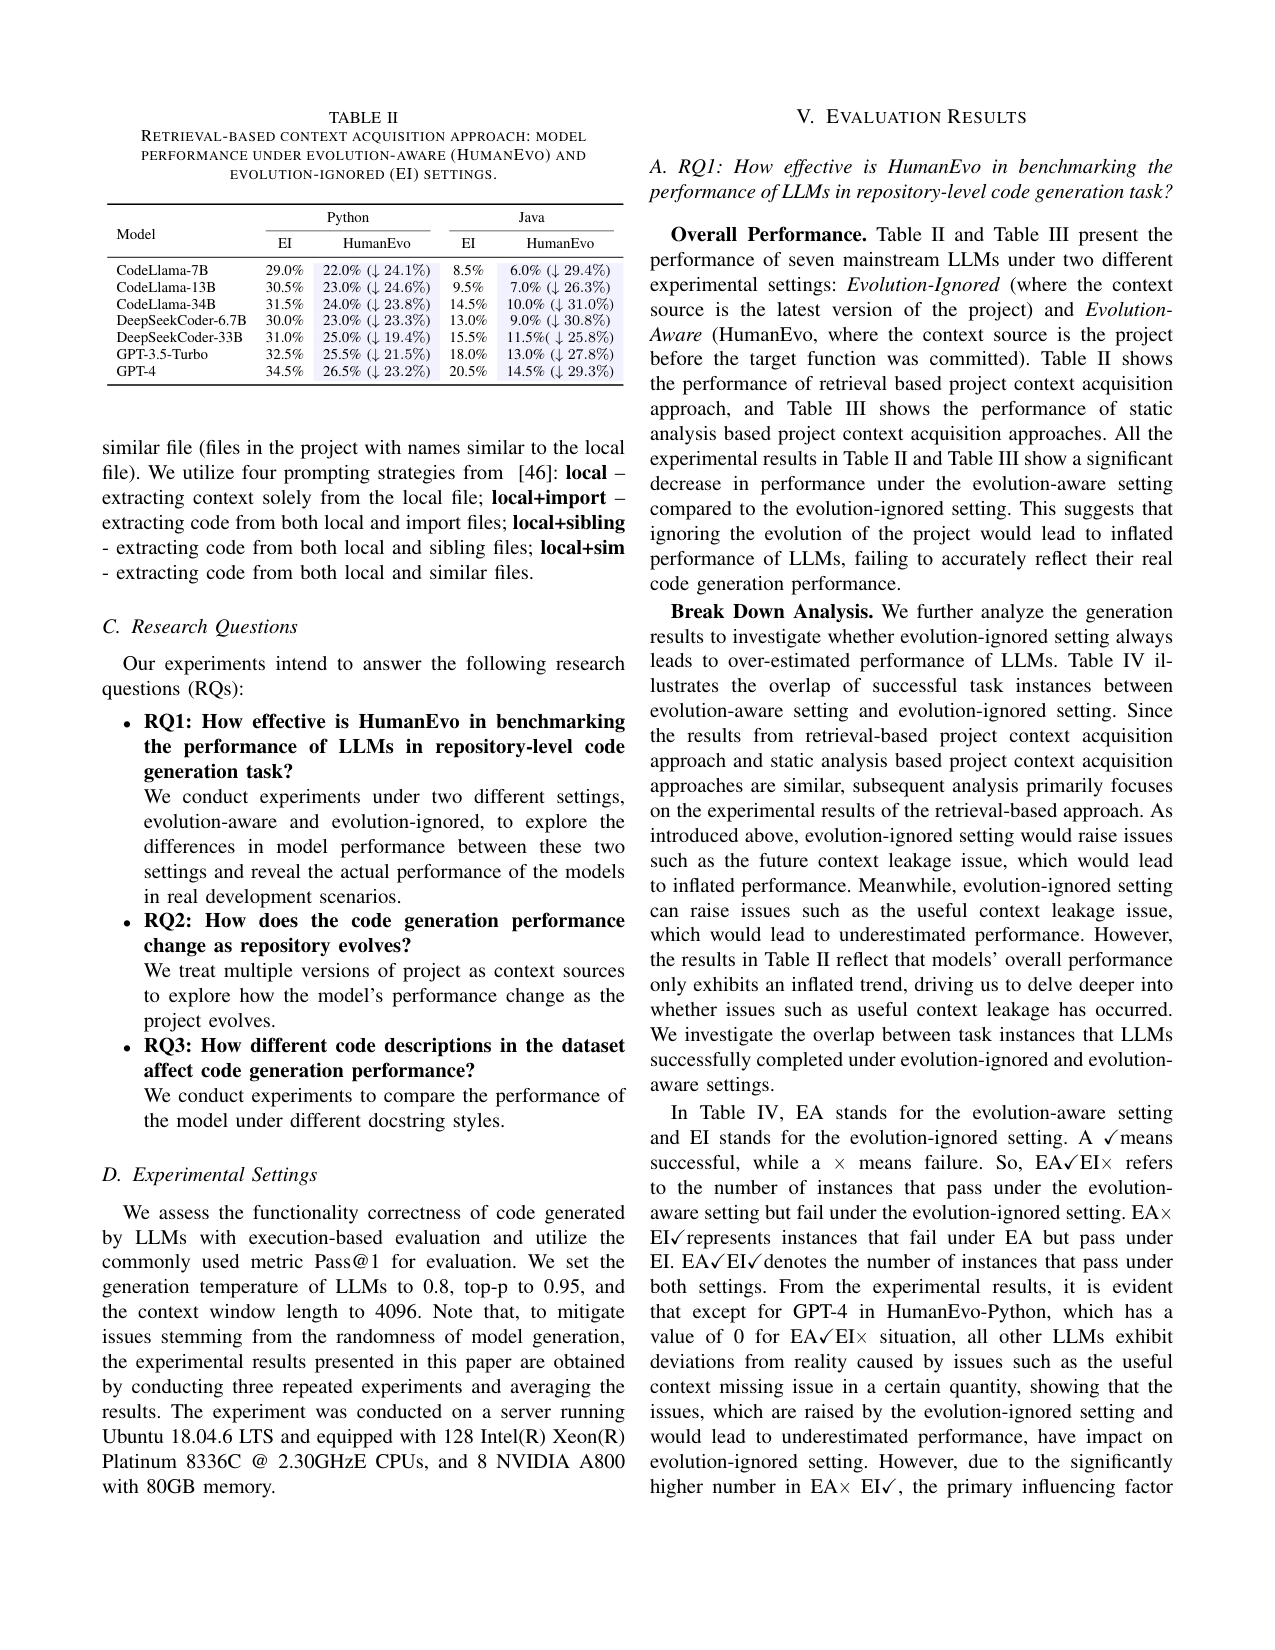 TABLE II
RETRIEVAL-BASED CONTEXT ACQUISITION APPROACH: MODEL
PERFORMANCE UNDER EVOLUTION-AWARE (HUMANEVO) AND
EVOLUTION-IGNORED (EI) SETTINGS.
Model Python Java
EI HumanEvo EI HumanEvo
CodeLlama-7B 29.0% 22.0% (↓ 24.1%) 8.5% 6.0% (↓ 29.4%)
CodeLlama-13B 30.5% 23.0% (↓ 24.6%) 9.5% 7.0% (↓ 26.3%)
CodeLlama-34B 31.5% 24.0% (↓ 23.8%) 14.5% 10.0% (↓ 31.0%)
DeepSeekCoder-6.7B 30.0% 23.0% (↓ 23.3%) 13.0% 9.0% (↓ 30.8%)
DeepSeekCoder-33B 31.0% 25.0% (↓ 19.4%) 15.5% 11.5%( ↓ 25.8%)
GPT-3.5-Turbo 32.5% 25.5% (↓ 21.5%) 18.0% 13.0% (↓ 27.8%)
GPT-4 34.5% 26.5% (↓ 23.2%) 20.5% 14.5% (↓ 29.3%)
similar file (files in the project with names similar to the local
file). We utilize four prompting strategies from [46]: local –
extracting context solely from the local file; local+import –
extracting code from both local and import files; local+sibling
- extracting code from both local and sibling files; local+sim
- extracting code from both local and similar files.
C. Research Questions
Our experiments intend to answer the following research
questions (RQs):
• RQ1: How effective is HumanEvo in benchmarking
the performance of LLMs in repository-level code
generation task?
We conduct experiments under two different settings,
evolution-aware and evolution-ignored, to explore the
differences in model performance between these two
settings and reveal the actual performance of the models
in real development scenarios.
• RQ2: How does the code generation performance
change as repository evolves?
We treat multiple versions of project as context sources
to explore how the model's performance change as the
project evolves.
• RQ3: How different code descriptions in the dataset
affect code generation performance?
We conduct experiments to compare the performance of
the model under different docstring styles.
D. Experimental Settings
We assess the functionality correctness of code generated
by LLMs with execution-based evaluation and utilize the
commonly used metric Pass@1 for evaluation. We set the
generation temperature of LLMs to 0.8, top-p to 0.95, and
the context window length to 4096. Note that, to mitigate
issues stemming from the randomness of model generation,
the experimental results presented in this paper are obtained
by conducting three repeated experiments and averaging the
results. The experiment was conducted on a server running
Ubuntu 18.04.6 LTS and equipped with 128 Intel(R) Xeon(R)
Platinum 8336C @ 2.30GHzE CPUs, and 8 NVIDIA A800
with 80GB memory.
V. EVALUATION RESULTS
A. RQ1: How effective is HumanEvo in benchmarking the
performance of LLMs in repository-level code generation task?
Overall Performance. Table II and Table III present the
performance of seven mainstream LLMs under two different
experimental settings: Evolution-Ignored (where the context
source is the latest version of the project) and Evolution-
Aware (HumanEvo, where the context source is the project
before the target function was committed). Table II shows
the performance of retrieval based project context acquisition
approach, and Table III shows the performance of static
analysis based project context acquisition approaches. All the
experimental results in Table II and Table III show a significant
decrease in performance under the evolution-aware setting
compared to the evolution-ignored setting. This suggests that
ignoring the evolution of the project would lead to inflated
performance of LLMs, failing to accurately reflect their real
code generation performance.
Break Down Analysis. We further analyze the generation
results to investigate whether evolution-ignored setting always
leads to over-estimated performance of LLMs. Table IV il-
lustrates the overlap of successful task instances between
evolution-aware setting and evolution-ignored setting. Since
the results from retrieval-based project context acquisition
approach and static analysis based project context acquisition
approaches are similar, subsequent analysis primarily focuses
on the experimental results of the retrieval-based approach. As
introduced above, evolution-ignored setting would raise issues
such as the future context leakage issue, which would lead
to inflated performance. Meanwhile, evolution-ignored setting
can raise issues such as the useful context leakage issue,
which would lead to underestimated performance. However,
the results in Table II reflect that models' overall performance
only exhibits an inflated trend, driving us to delve deeper into
whether issues such as useful context leakage has occurred.
We investigate the overlap between task instances that LLMs
successfully completed under evolution-ignored and evolution-
aware settings.
In Table IV, EA stands for the evolution-aware setting
and EI stands for the evolution-ignored setting. A ✓means
successful, while a × means failure. So, EA✓EI× refers
to the number of instances that pass under the evolution-
aware setting but fail under the evolution-ignored setting. EA×
EI✓represents instances that fail under EA but pass under
EI. EA✓EI✓denotes the number of instances that pass under
both settings. From the experimental results, it is evident
that except for GPT-4 in HumanEvo-Python, which has a
value of 0 for EA✓EI× situation, all other LLMs exhibit
deviations from reality caused by issues such as the useful
context missing issue in a certain quantity, showing that the
issues, which are raised by the evolution-ignored setting and
would lead to underestimated performance, have impact on
evolution-ignored setting. However, due to the significantly
higher number in EA× EI✓, the primary influencing factor